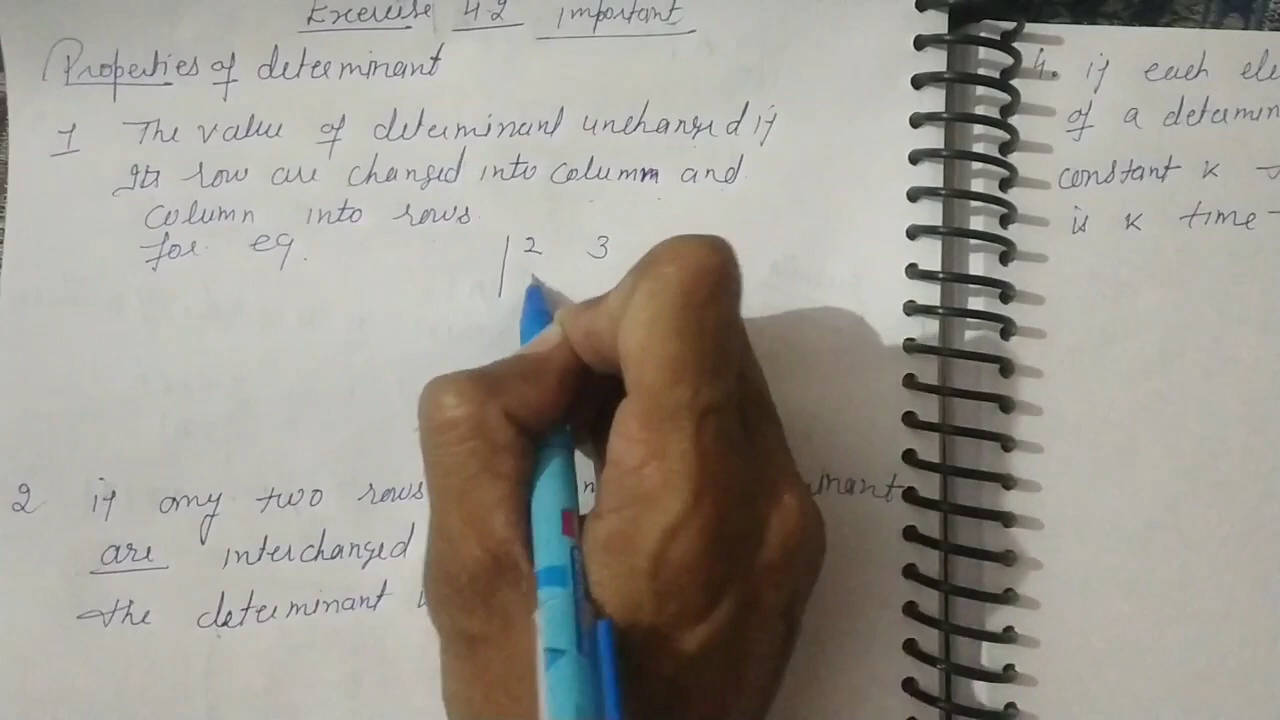 Exercise 4.2 Important
Properties of determinant
1 The value of determinant unchanged if
Its row are changed into column and
column into rows.
for eg.
| 2 3
2 if any two rows
are interchanged
the determinant
4. if each ele
of a determin
constant K
is K time